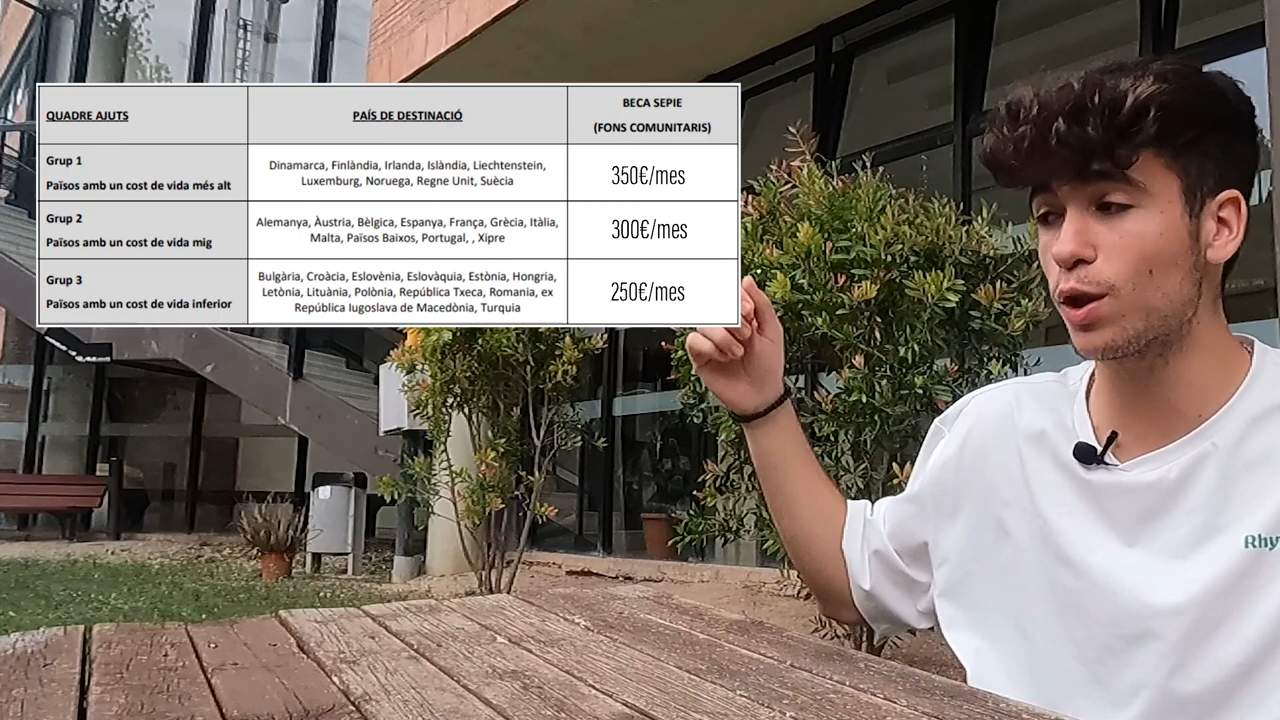 QUADRE AJUTS
PAÍS DE DESTINACIÓ
BECA SEPIE
(FONS COMUNITARIS)
Grup 1
Països amb un cost de vida més alt
Dinamarca, Finlàndia, Irlanda, Islàndia, Liechtenstein,
Luxemburg, Noruega, Regne Unit, Suècia
350€/mes
Grup 2
Països amb un cost de vida mig
Alemanya, Àustria, Bèlgica, Espanya, França, Grècia, Itàlia,
Malta, Països Baixos, Portugal, , Xipre
300€/mes
Grup 3
Països amb un cost de vida inferior
Bulgària, Croàcia, Eslovènia, Eslovàquia, Estònia, Hongria,
Letònia, Lituània, Polònia, República Txeca, Romania, ex
República Iugoslava de Macedònia, Turquia
250€/mes
Rhy